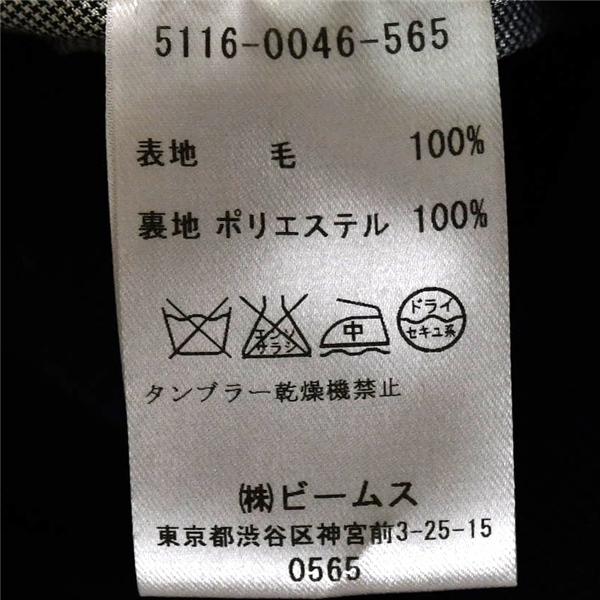 5116-0046-565
表地 毛 100%
裏地 ポリエステル 100%
エンソ
サラシ
中
ドライ
セキユ系
タンブラー乾燥機禁止
㈱ビームス
東京都渋谷区神宮前3-25-15
0565